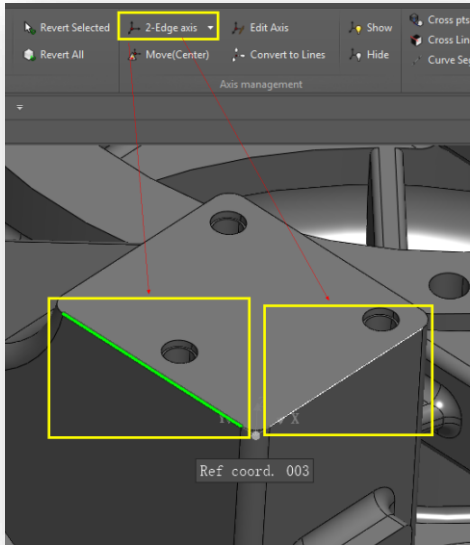 Revert Selected
2-Edge axis
Edit Axis
Show
Cross pts
Revert All
Move(Center)
Convert to Lines
Hide
Cross Lin
Curve Seg
Axis management
X
Ref coord. 003